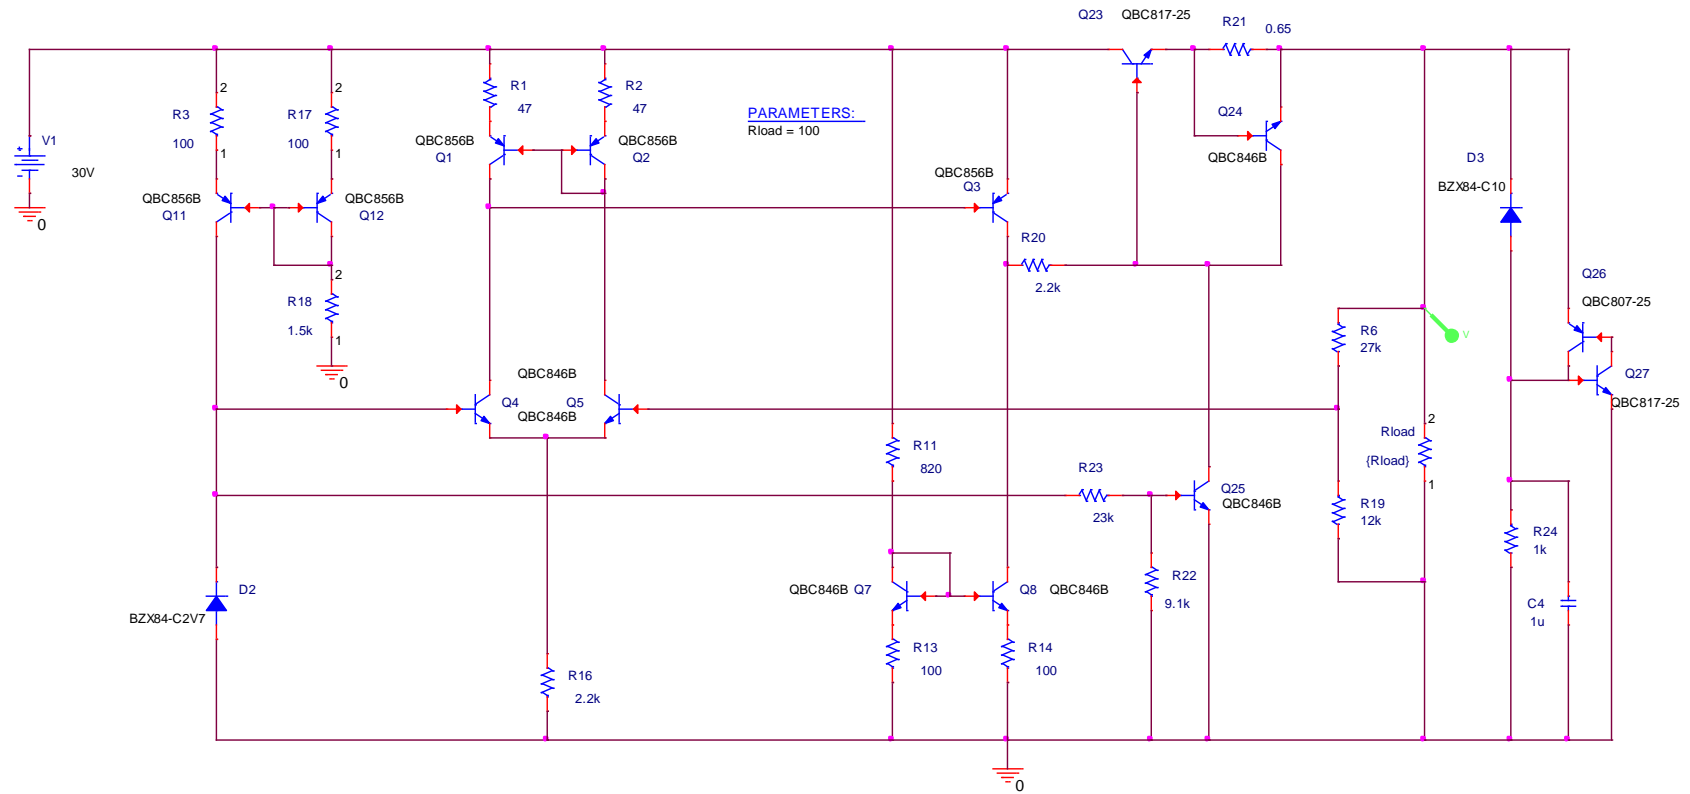 Q23 QBC817-25
R21
0.65
V1
30V
0
R3
100
2
1
R17
100
2
1
QBC856B
Q11
QBC856B
Q12
2
R18
1.5k
1
0
R1
47
R2
47
QBC856B
Q1
QBC856B
Q2
PARAMETERS:
Rload = 100
QBC856B
Q3
Q24
QBC846B
R20
2.2k
D3
BZX84-C10
Q26
QBC807-25
Q27
QBC817-25
R6
27k
v
QBC846B
Q4
QBC846B
Q5
R11
820
R23
23k
Q25
QBC846B
R19
12k
2
Rload
{Rload}
1
R24
1k
C4
1u
D2
BZX84-C2V7
QBC846B Q7
Q8 QBC846B
R22
9.1k
R13
100
R14
100
R16
2.2k
0